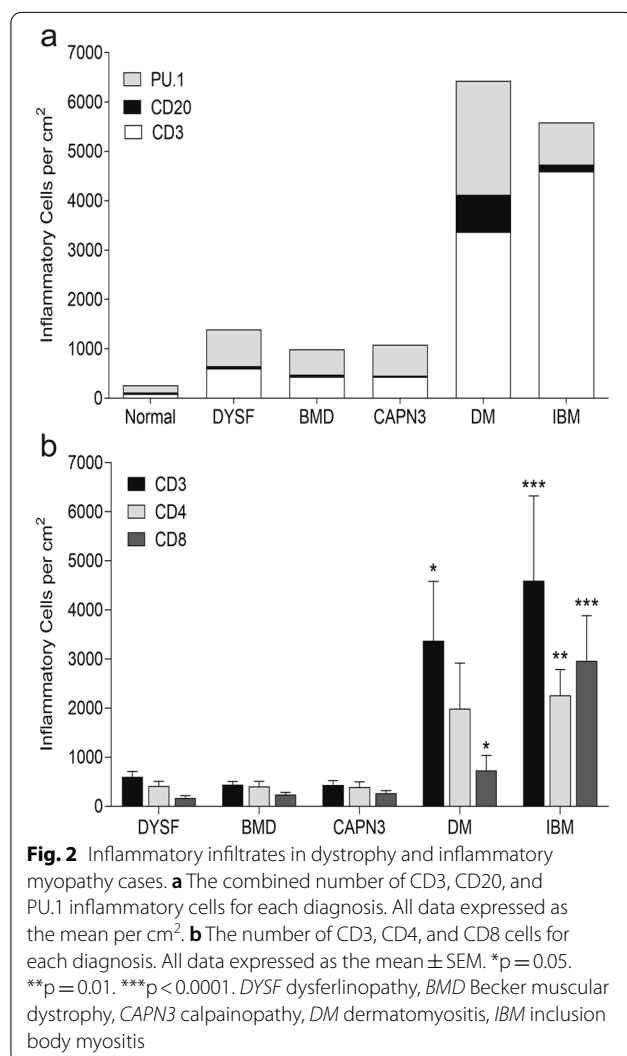 a
7000
6000
5000
4000
3000
2000
1000
0
Inflammatory Cells per cm²
PU.1
CD20
CD3
Normal DYSF BMD CAPN3 DM IBM
b
7000
6000
5000
4000
3000
2000
1000
0
Inflammatory Cells per cm²
CD3
CD4
CD8
* * *** ** ***
DYSF BMD CAPN3 DM IBM
Fig. 2 Inflammatory infiltrates in dystrophy and inflammatory
myopathy cases. a The combined number of CD3, CD20, and
PU.1 inflammatory cells for each diagnosis. All data expressed as
the mean per cm². b The number of CD3, CD4, and CD8 cells for
each diagnosis. All data expressed as the mean ± SEM. *p = 0.05.
**p = 0.01. ***p < 0.0001. DYSF dysferlinopathy, BMD Becker muscular
dystrophy, CAPN3 calpainopathy, DM dermatomyositis, IBM inclusion
body myositis